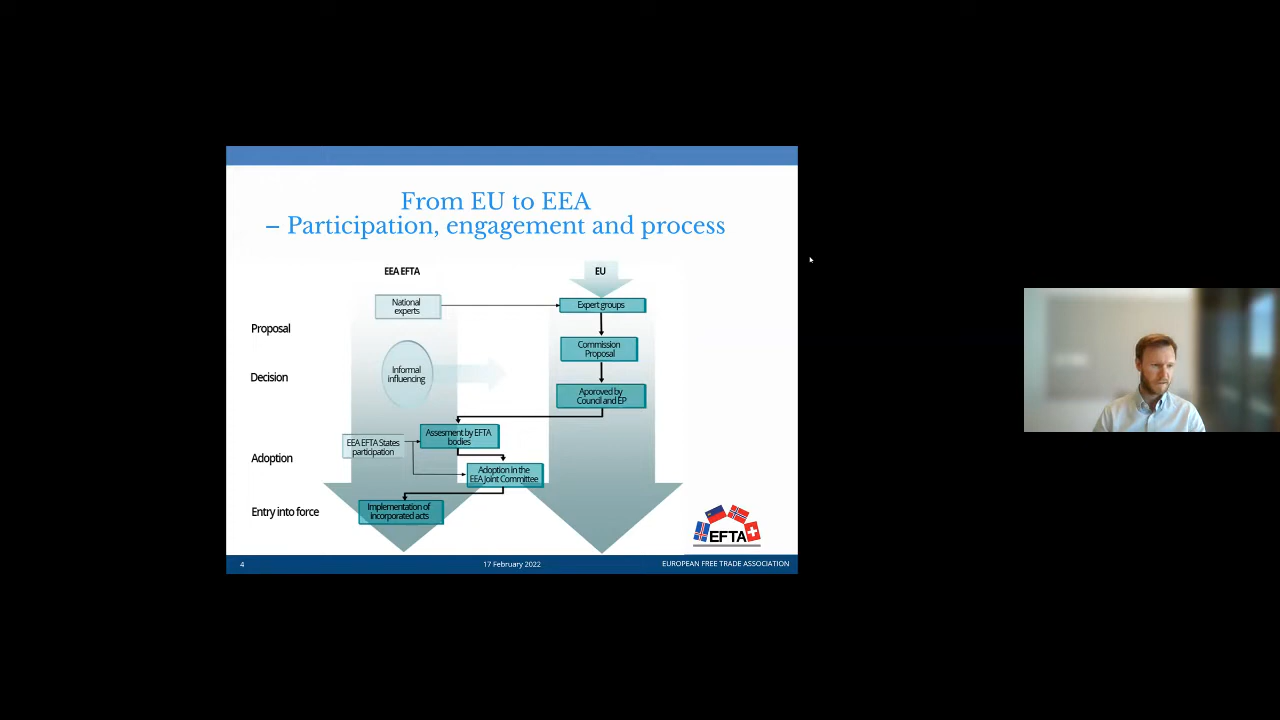 From EU to EEA
– Participation, engagement and process
EEA EFTA
EU
National
experts
Expert groups
Proposal
Commission
Proposal
Decision
Informal
influencing
Aporoved by
Council and EP
Assesment by EFTA
bodies
EEA EFTA States
participation
Adoption
Adoption in the
EEA Joint Committee
Entry into force
Implementation of
incorporated acts
EFTA
4
17 February 2022
EUROPEAN FREE TRADE ASSOCIATION